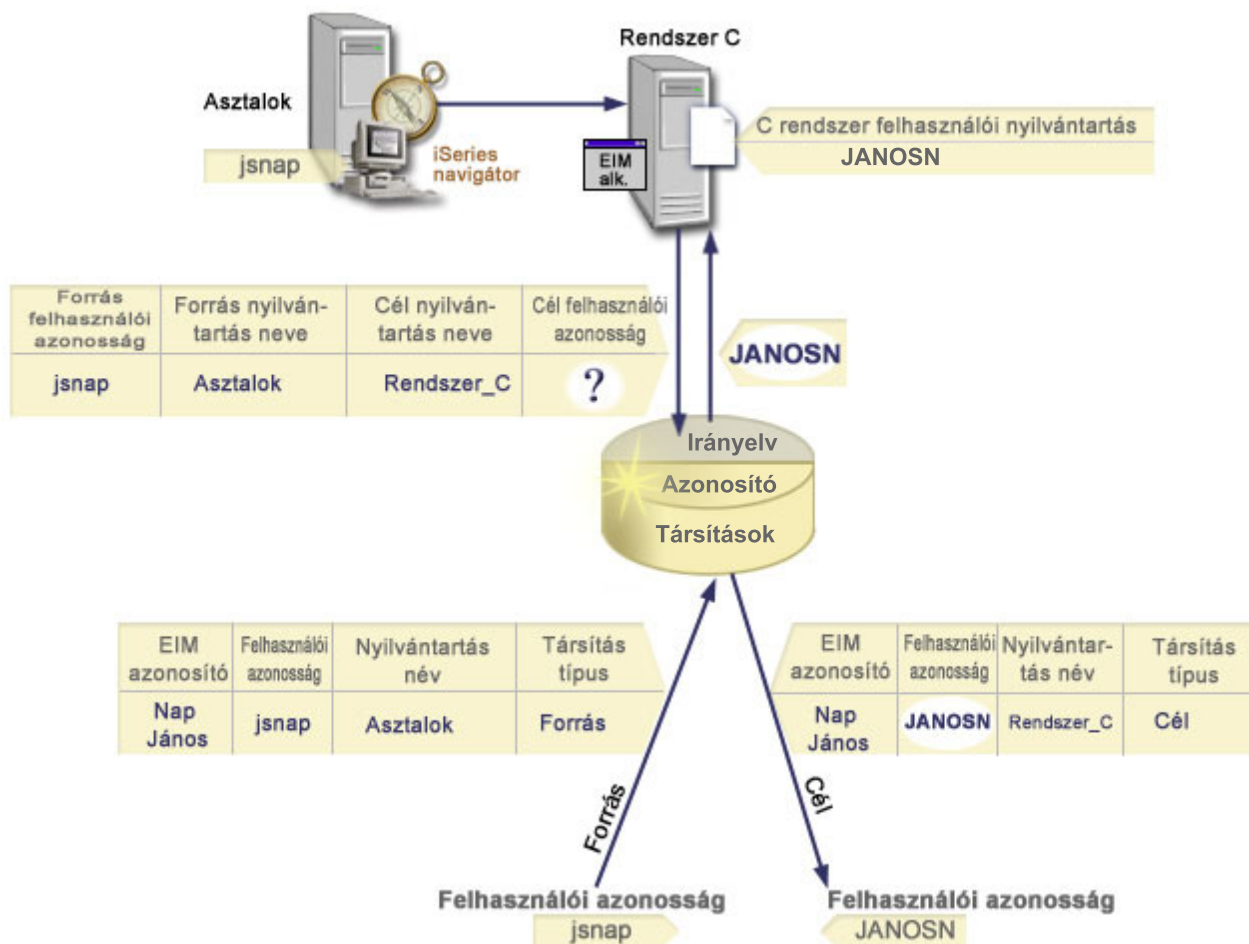 Rendszer C
Asztalok
jsnap
iSeries
navigátor
EIM
alk.
C rendszer felhasználói nyilvántartás
JANOSN
Forrás
felhasználói
azonosság
Forrás nyilván-
tartás neve
Cél nyilván-
tartás neve
Cél felhasználói
azonosság
jsnap
Asztalok
Rendszer_C
?
JANOSN
Irányelv
Azonosító
Társítások
EIM
azonosító
Felhasználói
azonosság
Nyilvántartás
név
Társítás
típus
Nap
János
jsnap
Asztalok
Forrás
EIM
azonosító
Felhasználói
azonosság
Nyilvántar-
tás név
Társítás
típus
Nap
János
JANOSN
Rendszer_C
Cél
Forrás
Cél
Felhasználói azonosság
jsnap
Felhasználói azonosság
JANOSN